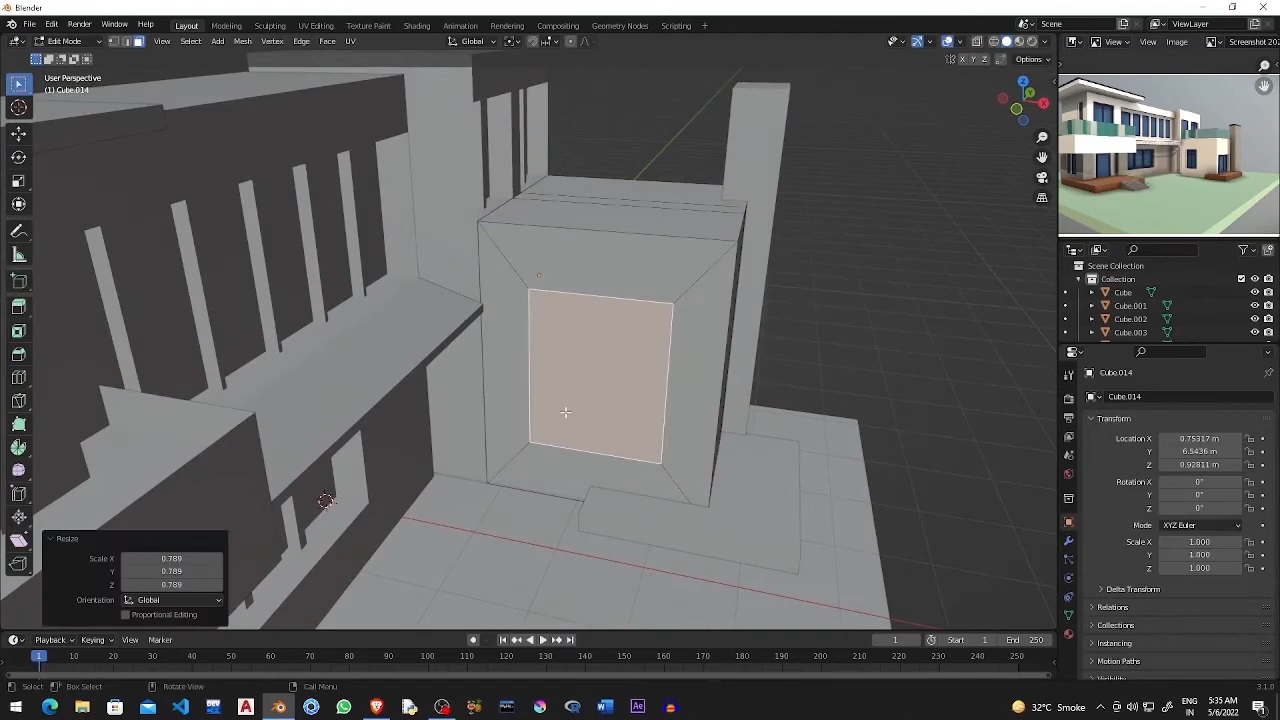 Blender
File Edit Render Window Help Layout Modeling Sculpting UV Editing Texture Paint Shading Animation Rendering Compositing Geometry Nodes Scripting + Scene ViewLayer
Edit Mode View Select Add Mesh Vertex Edge Face UV Global View Image Screenshot 202
X Y Z Options
User Perspective
(1) Cube.014
Scene Collection
Collection
Cube
Cube.001
Cube.002
Cube.003
Cube.014
Cube.014
Transform
Location X 0.75317 m
Y 6.5436 m
Z 0.92811 m
Rotation X 0°
Y 0°
Z 0°
Mode XYZ Euler
Scale X 1.000
Y 1.000
Z 1.000
Delta Transform
Relations
Collections
Instancing
Motion Paths
Visibility
Resize
Scale X 0.789
Y 0.789
Z 0.789
Orientation Global
Proportional Editing
Playback Keying View Marker 1 Start 1 End 250
1 10 20 30 40 50 60 70 80 90 100 110 120 130 140 150 160 170 180 190 200 210 220 230 240 250
Select Box Select Rotate View Call Menu 3.1.0
32°C Smoke ENG IN 5:35 AM 5/6/2022